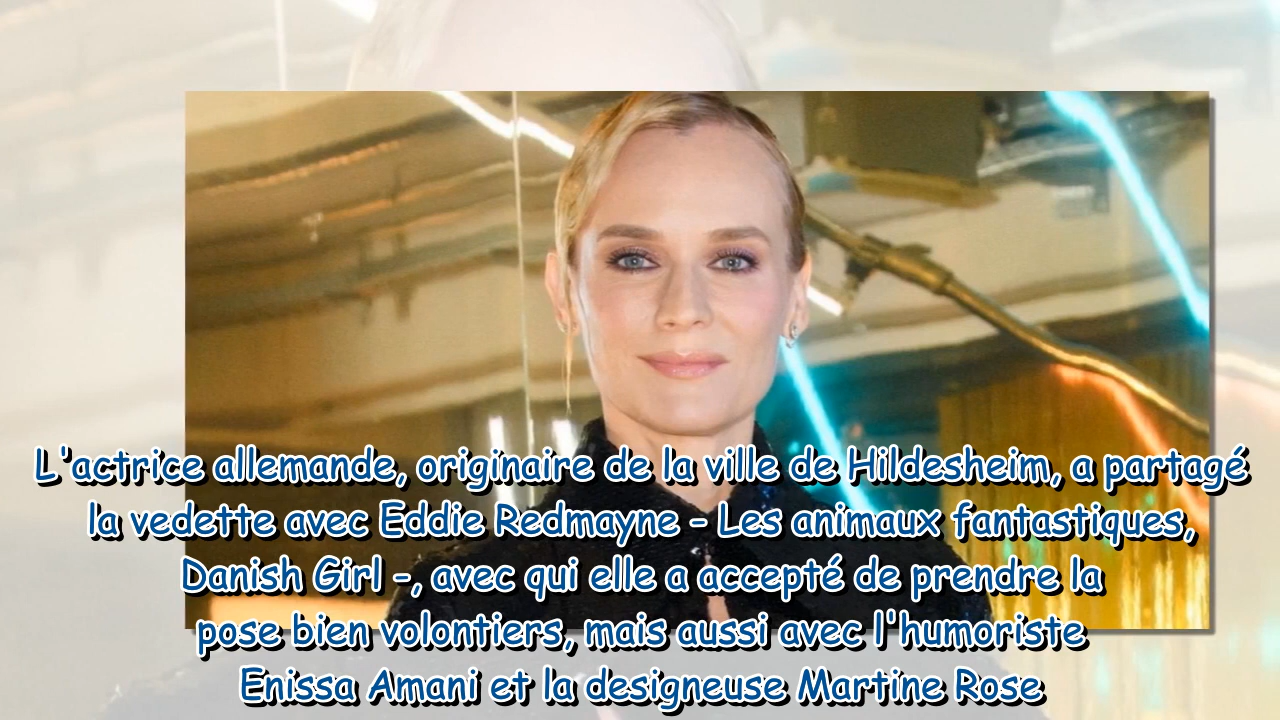 L'actrice allemande, originaire de la ville de Hildesheim, a partagé
la vedette avec Eddie Redmayne - Les animaux fantastiques,
Danish Girl -, avec qui elle a accepté de prendre la
pose bien volontiers, mais aussi avec l'humoriste
Enissa Amani et la designeuse Martine Rose